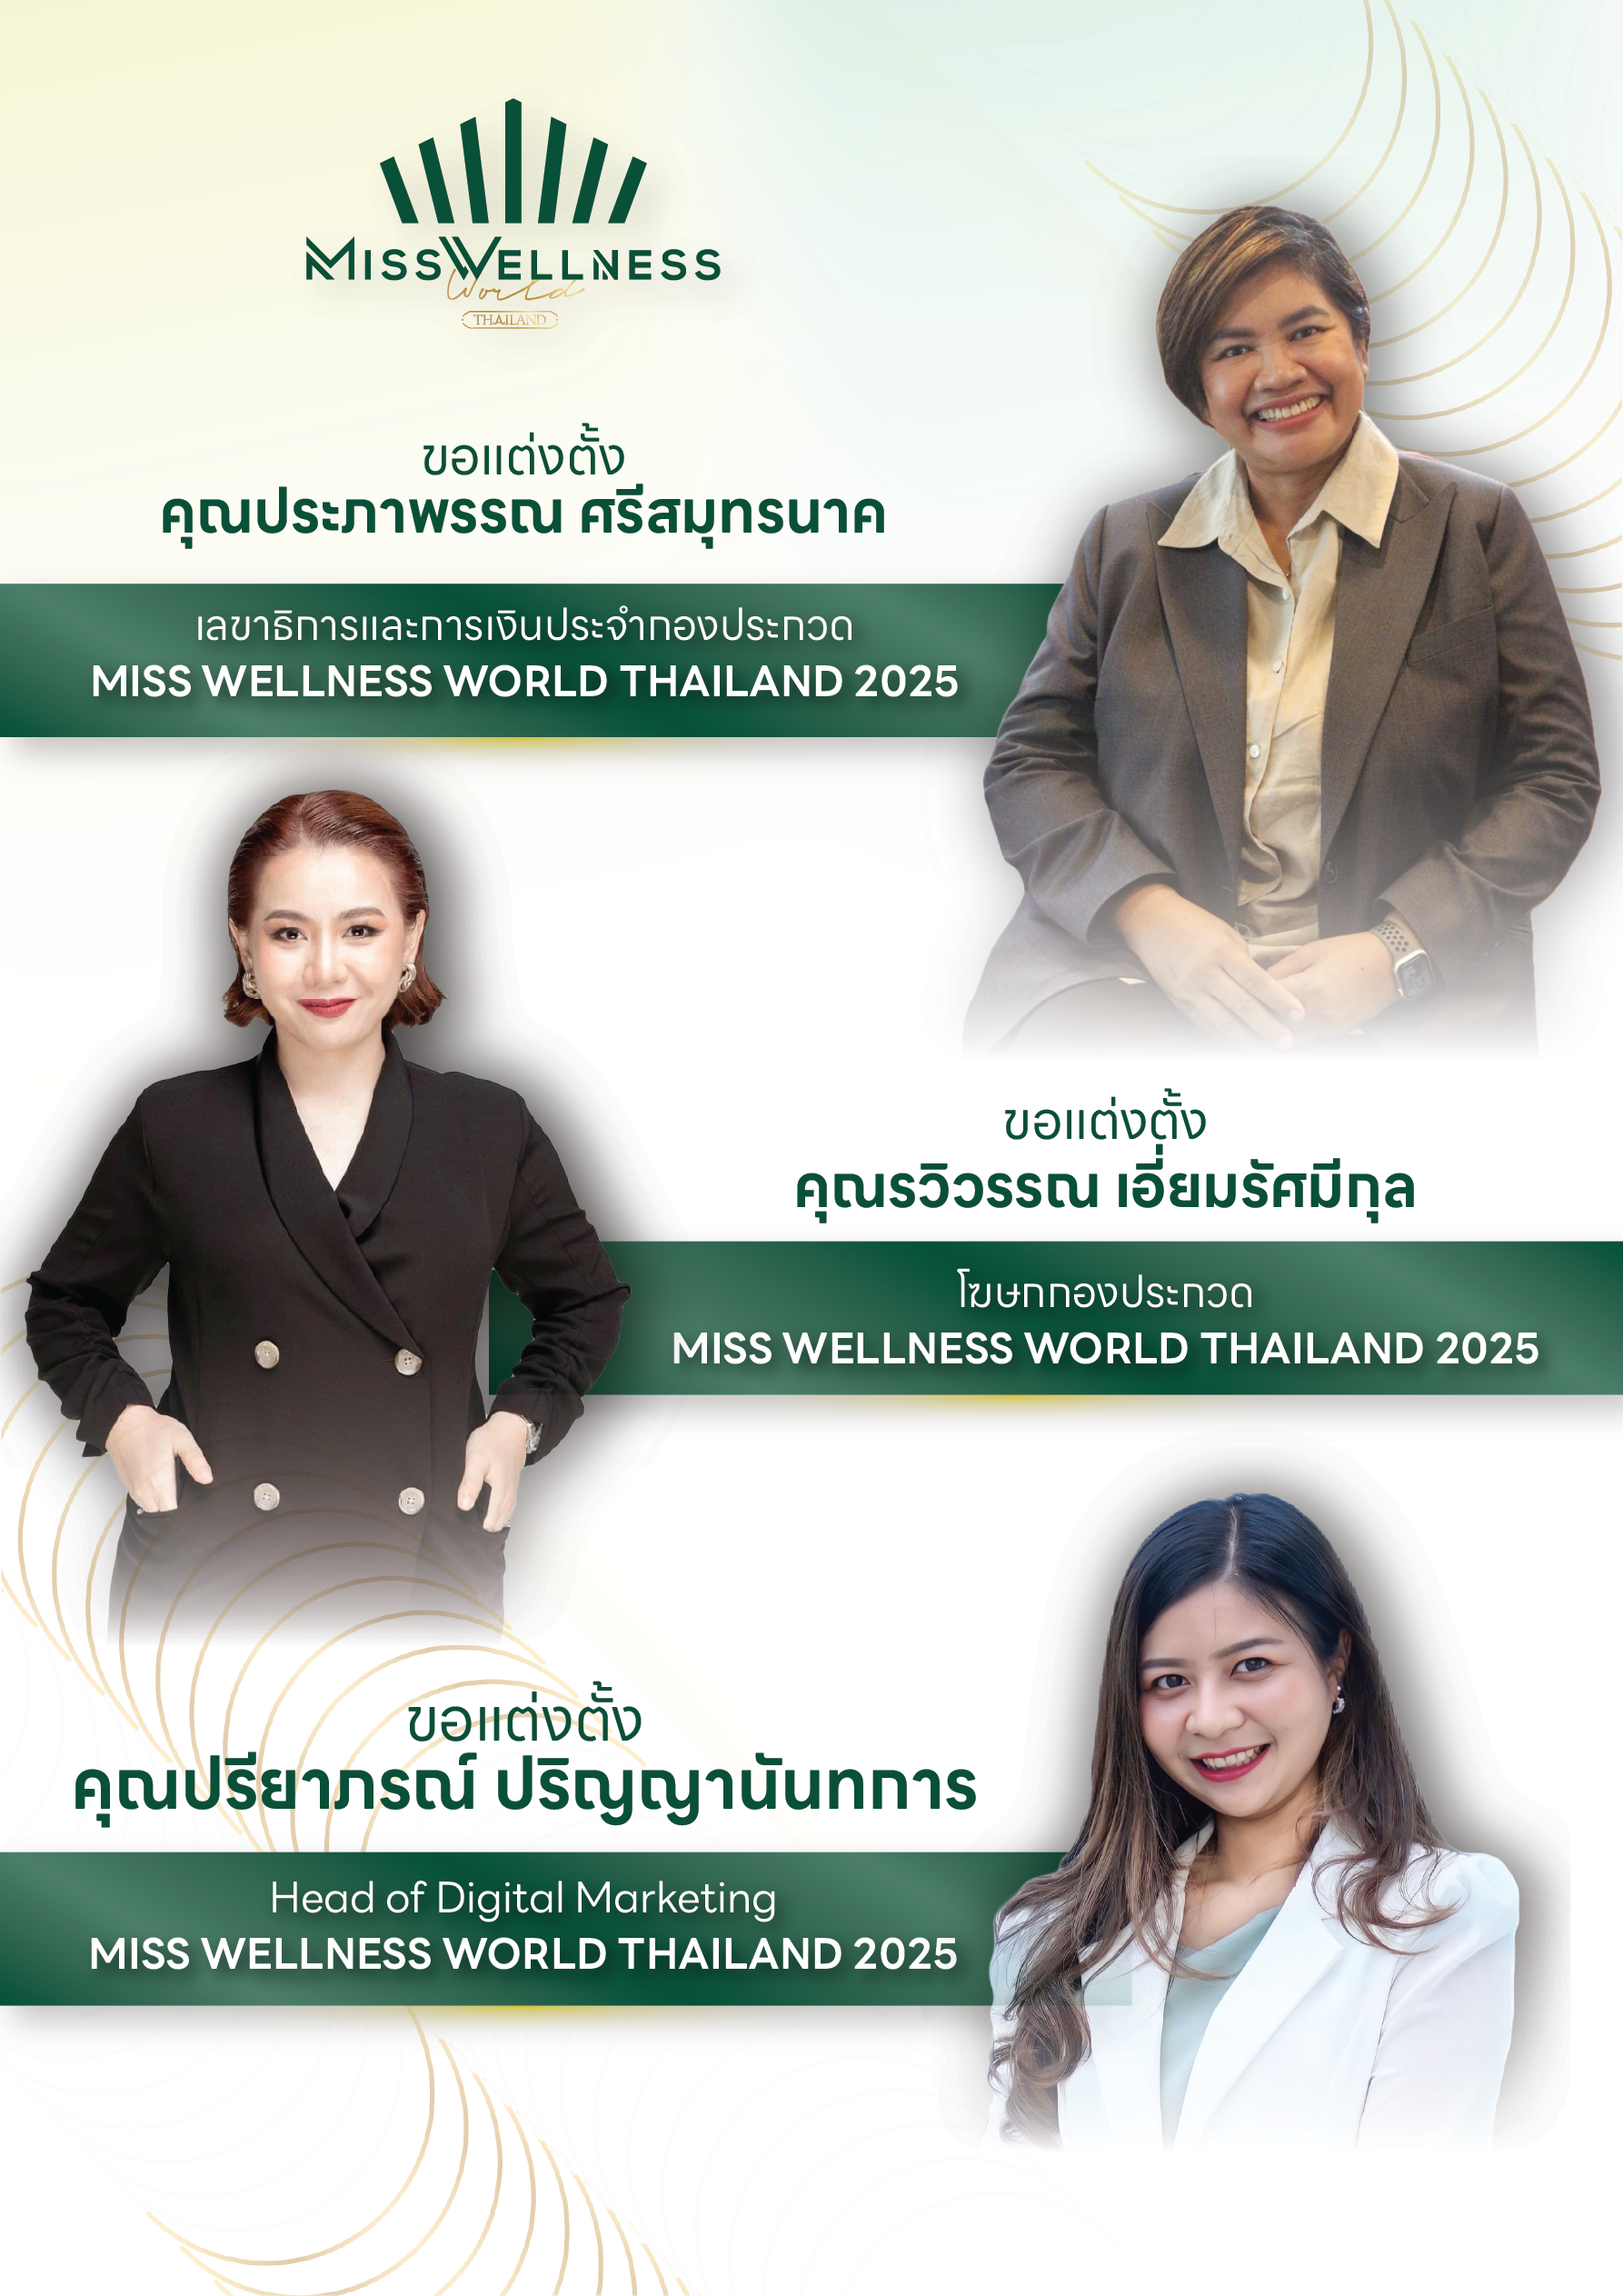 MISSWELLNESS
World
THAILAND
ขอแต่งตั้ง
คุณประภาพรรณ ศรีสมุทรนาค
เลขาธิการและการเงินประจำกองประกวด
MISS WELLNESS WORLD THAILAND 2025
ขอแต่งตั้ง
คุณรวิวรรณ เอี่ยมรัศมีกุล
โฆษกกองประกวด
MISS WELLNESS WORLD THAILAND 2025
ขอแต่งตั้ง
คุณปรียาภรณ์ ปริญญานันทการ
Head of Digital Marketing
MISS WELLNESS WORLD THAILAND 2025